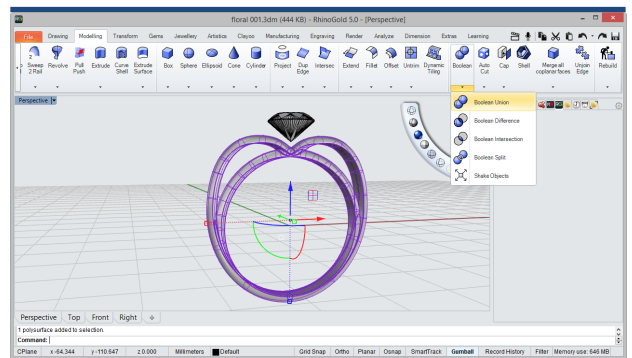 floral 001.3dm (444 KB) - RhinoGold 5.0 - [Perspective]
File Drawing Modelling Transform Gems Jewellery Artistics Clayoo Manufacturing Engraving Render Analyze Dimension Extras Learning
Sweep 2 Rail Revolve Pull Push Extrude Curve Shell Extrude Surface Box Sphere Ellipsoid Cone Cylinder Project Dup Edge Intersec Extend Fillet Offset Untrim Dynamic Tiling Boolean Auto Cut Cap Shell Merge all coplanar faces Unjoin Edge Rebuild
Perspective
Boolean Union
Boolean Difference
Boolean Intersection
Boolean Split
Shake Objects
Perspective Top Front Right
1 polysurface added to selection.
Command:
CPlane x -64.344 y -110.647 z 0.000 Millimeters Default Grid Snap Ortho Planar Osnap SmartTrack Gumball Record History Filter Memory use: 646 MB